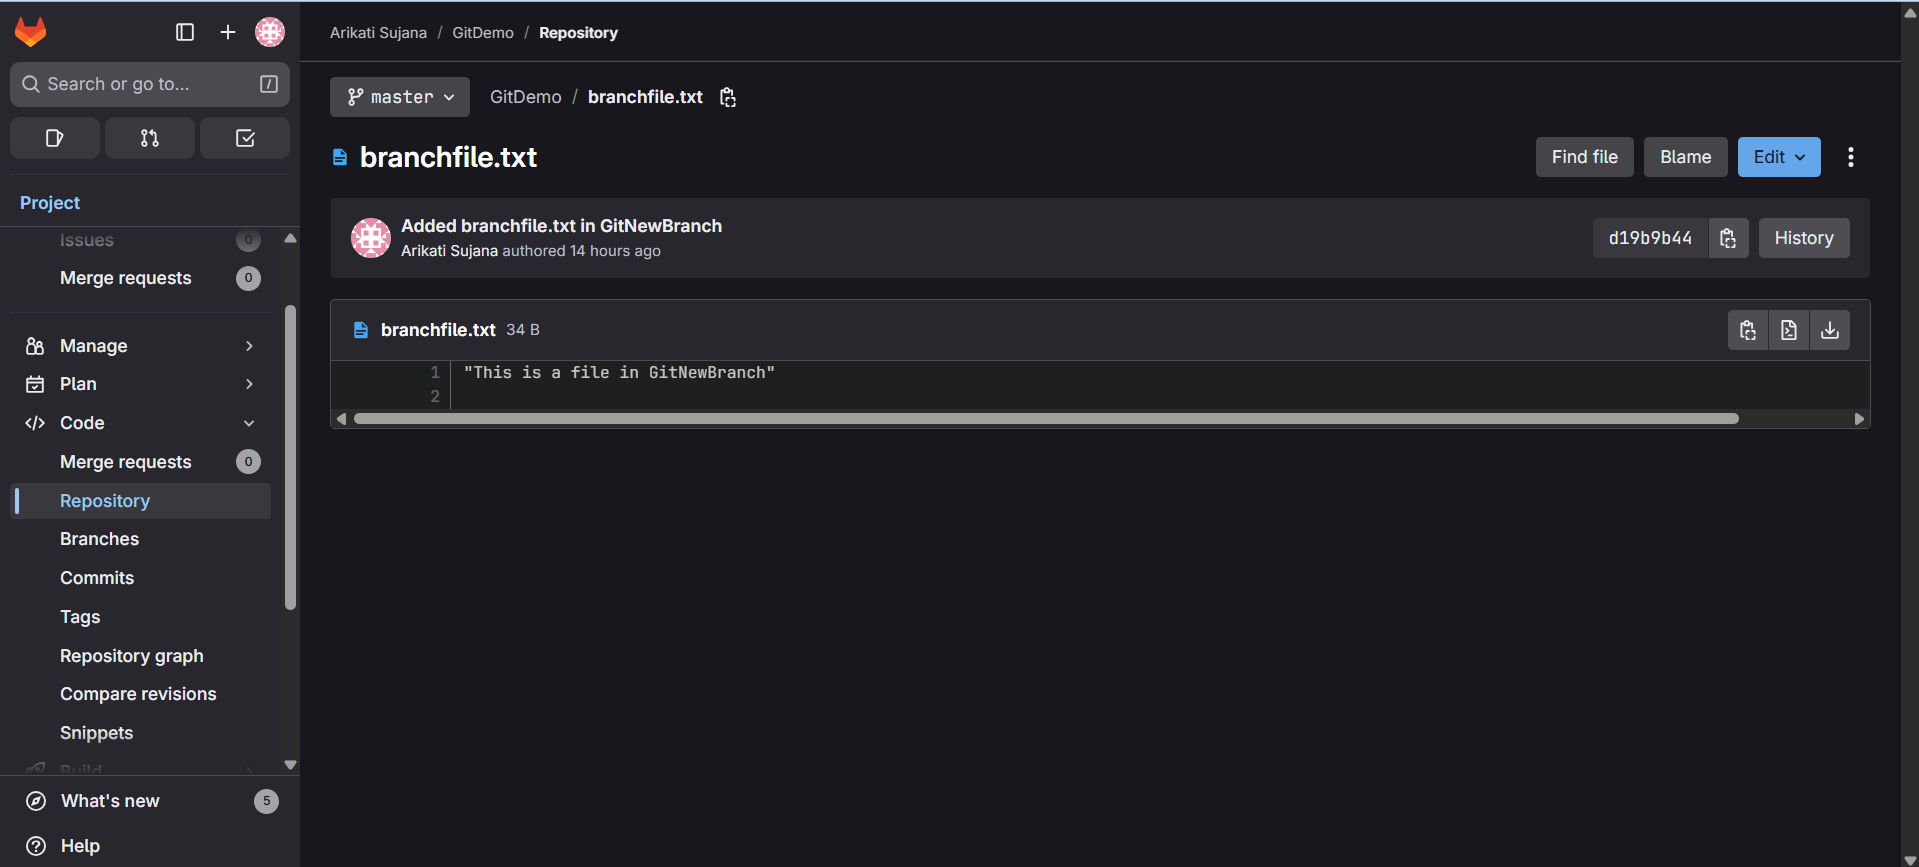 Arikati Sujana / GitDemo / Repository
Search or go to...
/
master
GitDemo / branchfile.txt
branchfile.txt
Find file
Blame
Edit
Project
Added branchfile.txt in GitNewBranch
Arikati Sujana authored 14 hours ago
d19b9b44
History
Issues 0
Merge requests 0
branchfile.txt 34 B
1 "This is a file in GitNewBranch"
2
Manage
Plan
Code
Merge requests 0
Repository
Branches
Commits
Tags
Repository graph
Compare revisions
Snippets
Build
What's new 5
Help